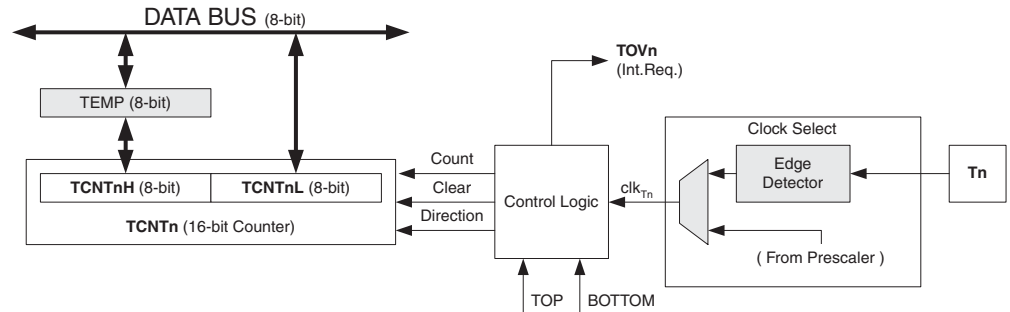 DATA BUS (8-bit)
TOVn
(Int.Req.)
TEMP (8-bit)
Clock Select
Count
Edge
Detector
Tn
TCNTnH (8-bit)
TCNTnL (8-bit)
Clear
Control Logic
clkTn
TCNTn (16-bit Counter)
Direction
( From Prescaler )
TOP
BOTTOM